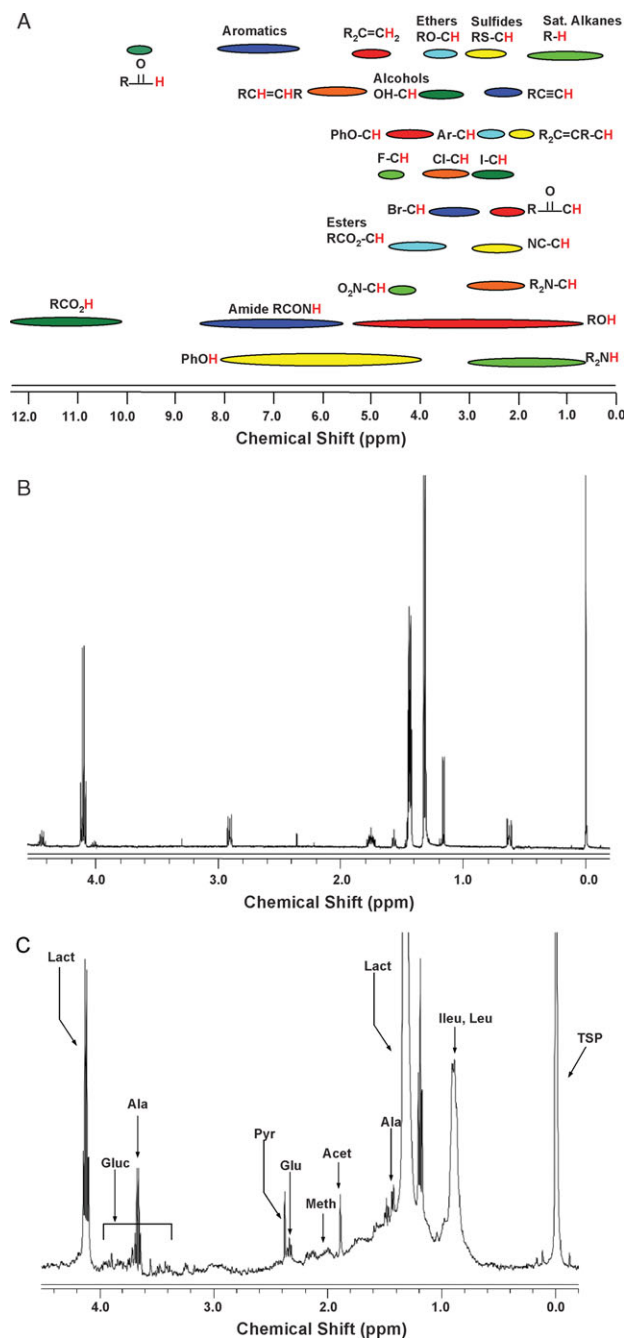 A
Aromatics
R₂C=CH₂
Ethers
RO-CH
Sulfides
RS-CH
Sat. Alkanes
R-H
O
R H
RCH=CHR
Alcohols
OH-CH
RC≡CH
PhO-CH
Ar-CH
R₂C=CR-CH
F-CH
Cl-CH
I-CH
Br-CH
O
R CH
Esters
RCO₂-CH
NC-CH
O₂N-CH
R₂N-CH
RCO₂H
Amide RCONH
ROH
PhOH
R₂NH
12.0 11.0 10.0 9.0 8.0 7.0 6.0 5.0 4.0 3.0 2.0 1.0 0.0
Chemical Shift (ppm)
B
4.0 3.0 2.0 1.0 0.0
Chemical Shift (ppm)
C
Lact
Lact
Ileu, Leu
TSP
Ala
Pyr
Ala
Gluc
Glu
Acet
Meth
4.0 3.0 2.0 1.0 0.0
Chemical Shift (ppm)